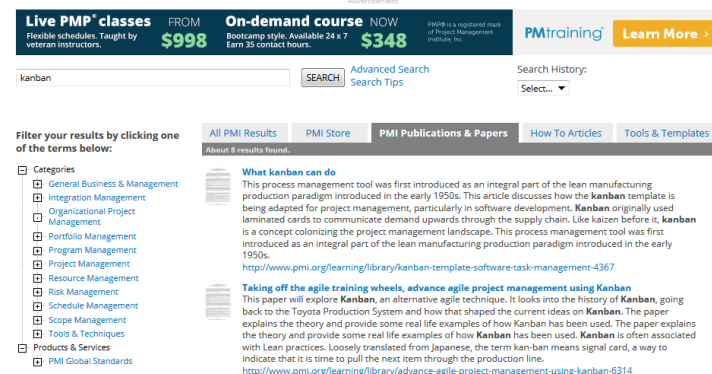 Advertisement
Live PMP® classes FROM On-demand course NOW
Flexible schedules. Taught by veteran instructors. $998 Bootcamp style. Available 24 x 7 Earn 35 contact hours. $348
PMP® is a registered mark of Project Management Institute, Inc.
PMtraining® Learn More >
kanban SEARCH Advanced Search
Search Tips
Search History:
Select... ▼
Filter your results by clicking one
of the terms below:
Categories
General Business & Management
Integration Management
Organizational Project
Management
Portfolio Management
Program Management
Project Management
Resource Management
Risk Management
Schedule Management
Scope Management
Tools & Techniques
Products & Services
PMI Global Standards
All PMI Results PMI Store PMI Publications & Papers How To Articles Tools & Templates
About 8 results found.
What kanban can do
This process management tool was first introduced as an integral part of the lean manufacturing
production paradigm introduced in the early 1950s. This article discusses how the kanban template is
being adapted for project management, particularly in software development. Kanban originally used
laminated cards to communicate demand upwards through the supply chain. Like kaizen before it, kanban
is a concept colonizing the project management landscape. This process management tool was first
introduced as an integral part of the lean manufacturing production paradigm introduced in the early
1950s.
http://www.pmi.org/learning/library/kanban-template-software-task-management-4367
Taking off the agile training wheels, advance agile project management using Kanban
This paper will explore Kanban, an alternative agile technique. It looks into the history of Kanban, going
back to the Toyota Production System and how that shaped the current ideas on Kanban. The paper
explains the theory and provide some real life examples of how Kanban has been used. The paper explains
the theory and provide some real life examples of how Kanban has been used. Kanban is often associated
with Lean practices. Loosely translated from Japanese, the term kan-ban means signal card, a way to
indicate that it is time to pull the next item through the production line.
http://www.pmi.org/learning/library/advance-agile-project-management-using-kanban-6314